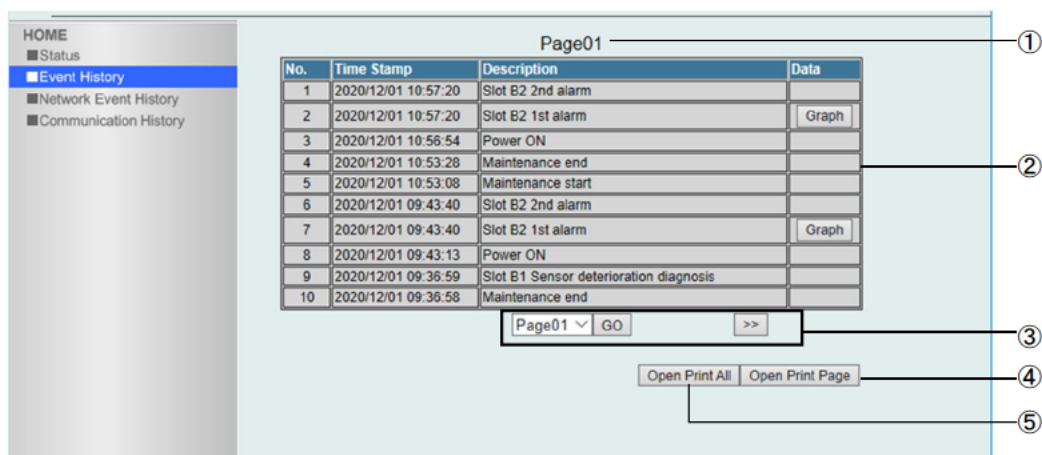 HOME
Status
Event History
Network Event History
Communication History
Page01 ①
No. Time Stamp Description Data
1 2020/12/01 10:57:20 Slot B2 2nd alarm
2 2020/12/01 10:57:20 Slot B2 1st alarm Graph
3 2020/12/01 10:56:54 Power ON
4 2020/12/01 10:53:28 Maintenance end
②
5 2020/12/01 10:53:08 Maintenance start
6 2020/12/01 09:43:40 Slot B2 2nd alarm
7 2020/12/01 09:43:40 Slot B2 1st alarm Graph
8 2020/12/01 09:43:13 Power ON
9 2020/12/01 09:36:59 Slot B1 Sensor deterioration diagnosis
10 2020/12/01 09:36:58 Maintenance end
Page01 GO >>
③
Open Print All Open Print Page ④
⑤